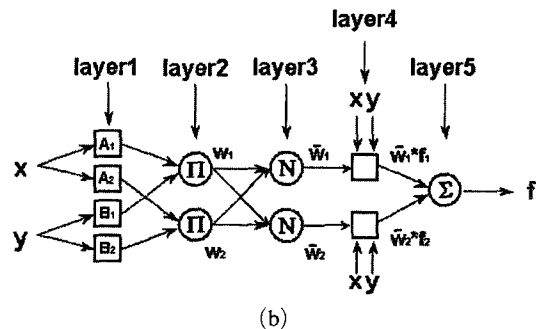 layer4
layer1 layer2 layer3 layer5
x y
A₁
W₁ W̄₁ W̄₁*f₁
x
A₂ Π N
Σ f
y
B₁ Π N
B₂
W₂ W̄₂ W̄₂*f₂
x y
(b)